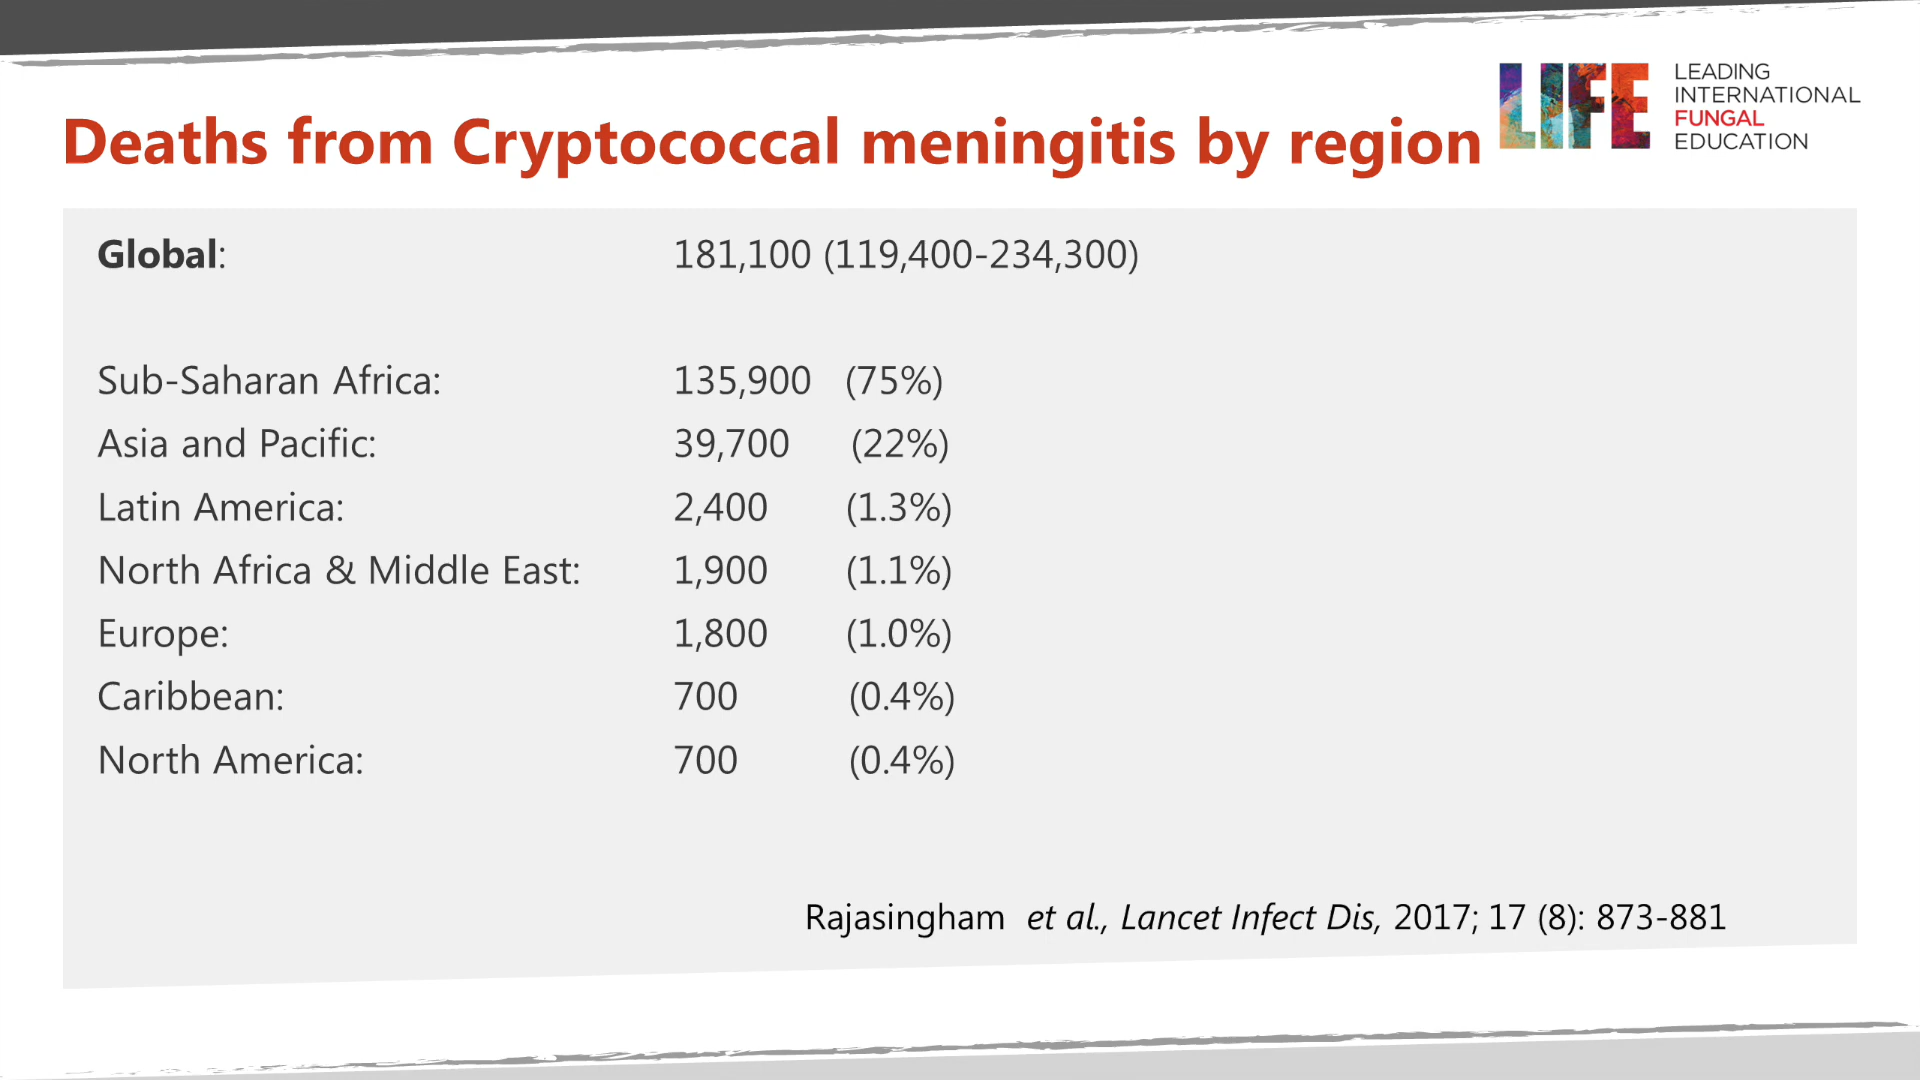 LIFE
LEADING
INTERNATIONAL
FUNGAL
EDUCATION
Deaths from Cryptococcal meningitis by region
Global: 181,100 (119,400-234,300)
Sub-Saharan Africa: 135,900 (75%)
Asia and Pacific: 39,700 (22%)
Latin America: 2,400 (1.3%)
North Africa & Middle East: 1,900 (1.1%)
Europe: 1,800 (1.0%)
Caribbean: 700 (0.4%)
North America: 700 (0.4%)
Rajasingham et al., Lancet Infect Dis, 2017; 17 (8): 873-881